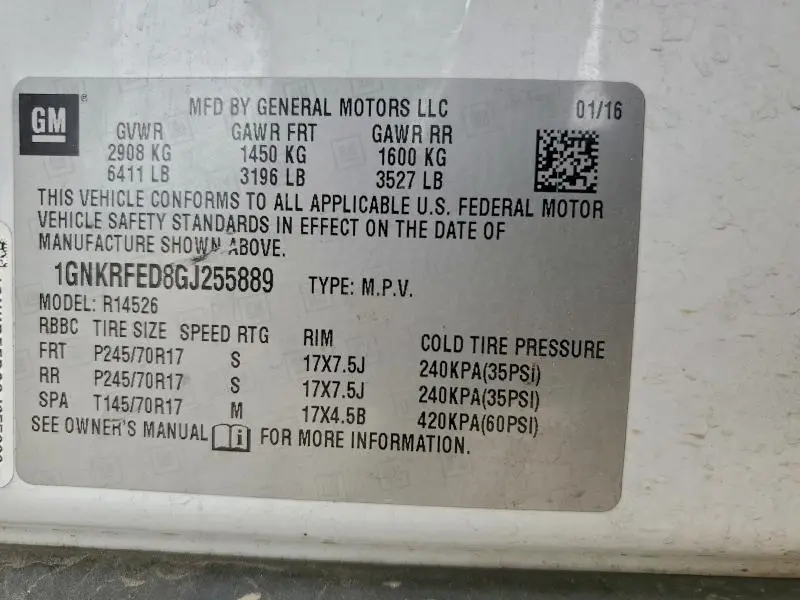 GM ®
MFD BY GENERAL MOTORS LLC 01/16
GVWR GAWR FRT GAWR RR
2908 KG 1450 KG 1600 KG
6411 LB 3196 LB 3527 LB
THIS VEHICLE CONFORMS TO ALL APPLICABLE U.S. FEDERAL MOTOR
VEHICLE SAFETY STANDARDS IN EFFECT ON THE DATE OF
MANUFACTURE SHOWN ABOVE.
1GNKRFED8GJ255889 TYPE: M.P.V.
MODEL: R14526
RBBC TIRE SIZE SPEED RTG RIM COLD TIRE PRESSURE
FRT P245/70R17 S 17X7.5J 240KPA(35PSI)
RR P245/70R17 S 17X7.5J 240KPA(35PSI)
SPA T145/70R17 M 17X4.5B 420KPA(60PSI)
SEE OWNER'S MANUAL FOR MORE INFORMATION.